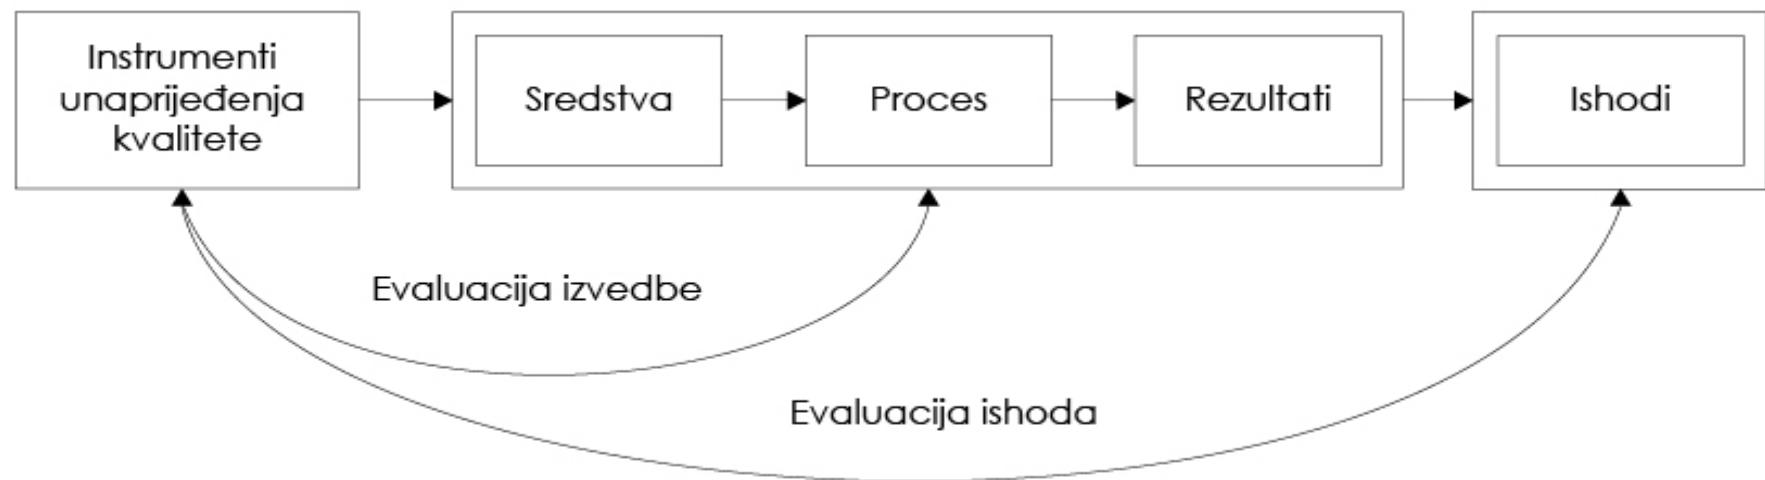 Instrumenti
unaprijeđenja
kvalitete
Sredstva
Proces
Rezultati
Ishodi
Evaluacija izvedbe
Evaluacija ishoda